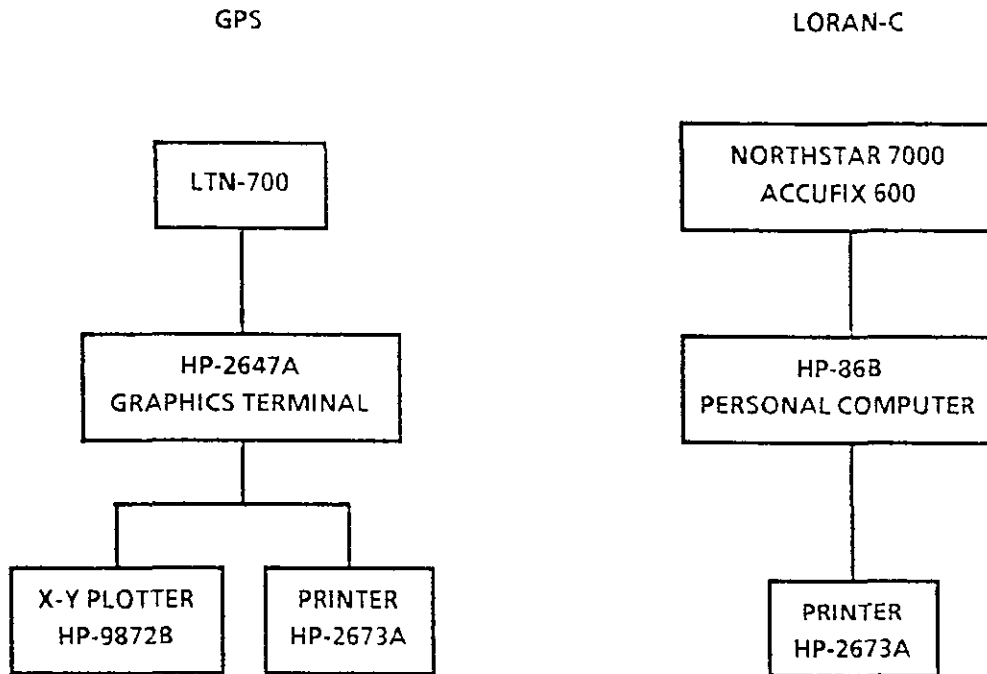 GPS
LORAN-C
LTN-700
NORTHSTAR 7000
ACCUFIX 600
HP-2647A
GRAPHICS TERMINAL
HP-86B
PERSONAL COMPUTER
X-Y PLOTTER
HP-9872B
PRINTER
HP-2673A
PRINTER
HP-2673A